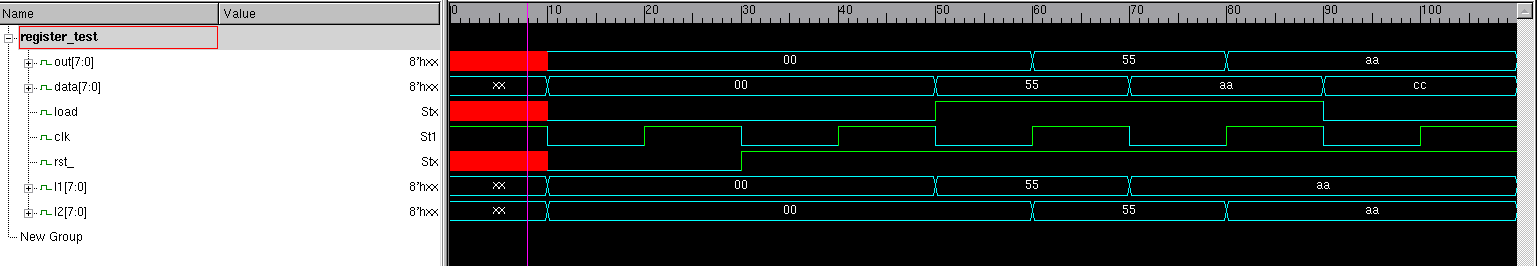 Name Value 0 10 20 30 40 50 60 70 80 90 100
register_test
out[7:0] 8'hxx 00 55 aa
data[7:0] 8'hxx xx 00 55 aa cc
load Stx
clk St1
rst_ Stx
l1[7:0] 8'hxx xx 00 55 aa
l2[7:0] 8'hxx xx 00 55 aa
New Group